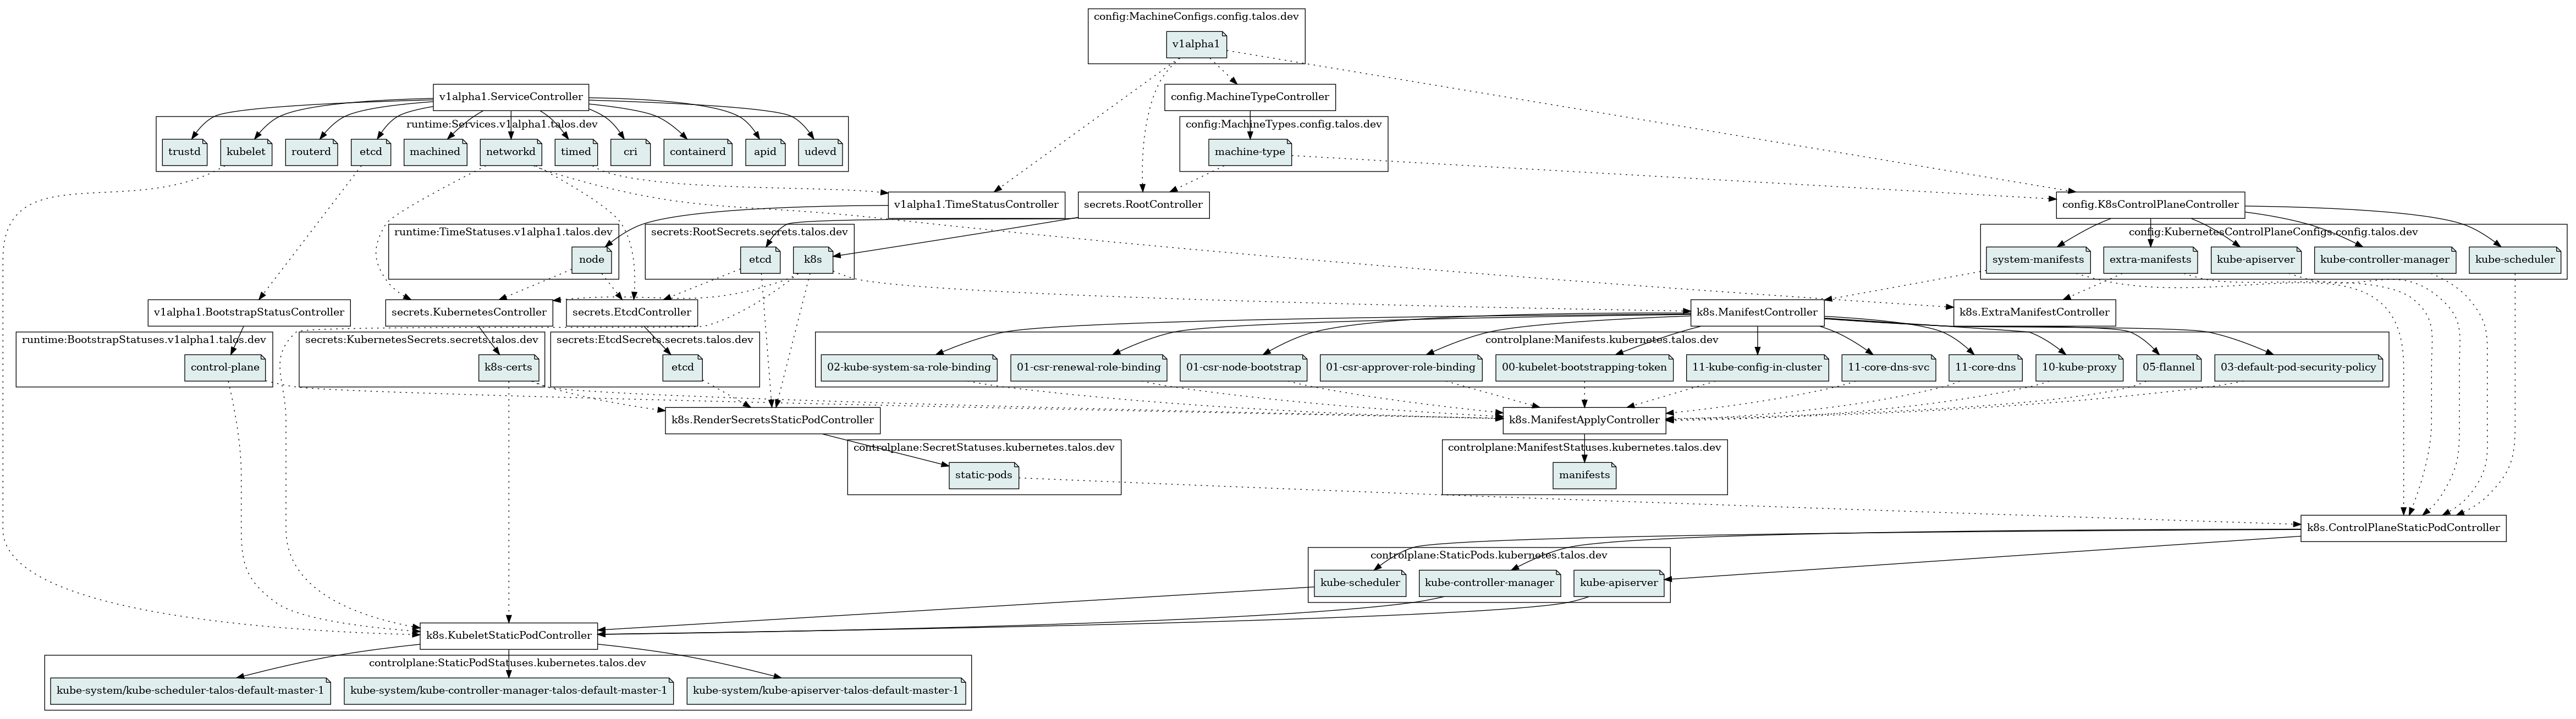 config:MachineConfigs.config.talos.dev
v1alpha1
v1alpha1.ServiceController
config.MachineTypeController
runtime:Services.v1alpha1.talos.dev
trustd
kubelet
routerd
etcd
machined
networkd
timed
cri
containerd
apid
udevd
config:MachineTypes.config.talos.dev
machine-type
v1alpha1.TimeStatusController
secrets.RootController
config.K8sControlPlaneController
runtime:TimeStatuses.v1alpha1.talos.dev
node
secrets:RootSecrets.secrets.talos.dev
etcd
k8s
config:KubernetesControlPlaneConfigs.config.talos.dev
system-manifests
extra-manifests
kube-apiserver
kube-controller-manager
kube-scheduler
v1alpha1.BootstrapStatusController
secrets.KubernetesController
secrets.EtcdController
k8s.ManifestController
k8s.ExtraManifestController
runtime:BootstrapStatuses.v1alpha1.talos.dev
control-plane
secrets:KubernetesSecrets.secrets.talos.dev
k8s-certs
secrets:EtcdSecrets.secrets.talos.dev
etcd
controlplane:Manifests.kubernetes.talos.dev
02-kube-system-sa-role-binding
01-csr-renewal-role-binding
01-csr-node-bootstrap
01-csr-approver-role-binding
00-kubelet-bootstrapping-token
11-kube-config-in-cluster
11-core-dns-svc
11-core-dns
10-kube-proxy
05-flannel
03-default-pod-security-policy
k8s.RenderSecretsStaticPodController
k8s.ManifestApplyController
controlplane:SecretStatuses.kubernetes.talos.dev
static-pods
controlplane:ManifestStatuses.kubernetes.talos.dev
manifests
k8s.ControlPlaneStaticPodController
controlplane:StaticPods.kubernetes.talos.dev
kube-scheduler
kube-controller-manager
kube-apiserver
k8s.KubeletStaticPodController
controlplane:StaticPodStatuses.kubernetes.talos.dev
kube-system/kube-scheduler-talos-default-master-1
kube-system/kube-controller-manager-talos-default-master-1
kube-system/kube-apiserver-talos-default-master-1